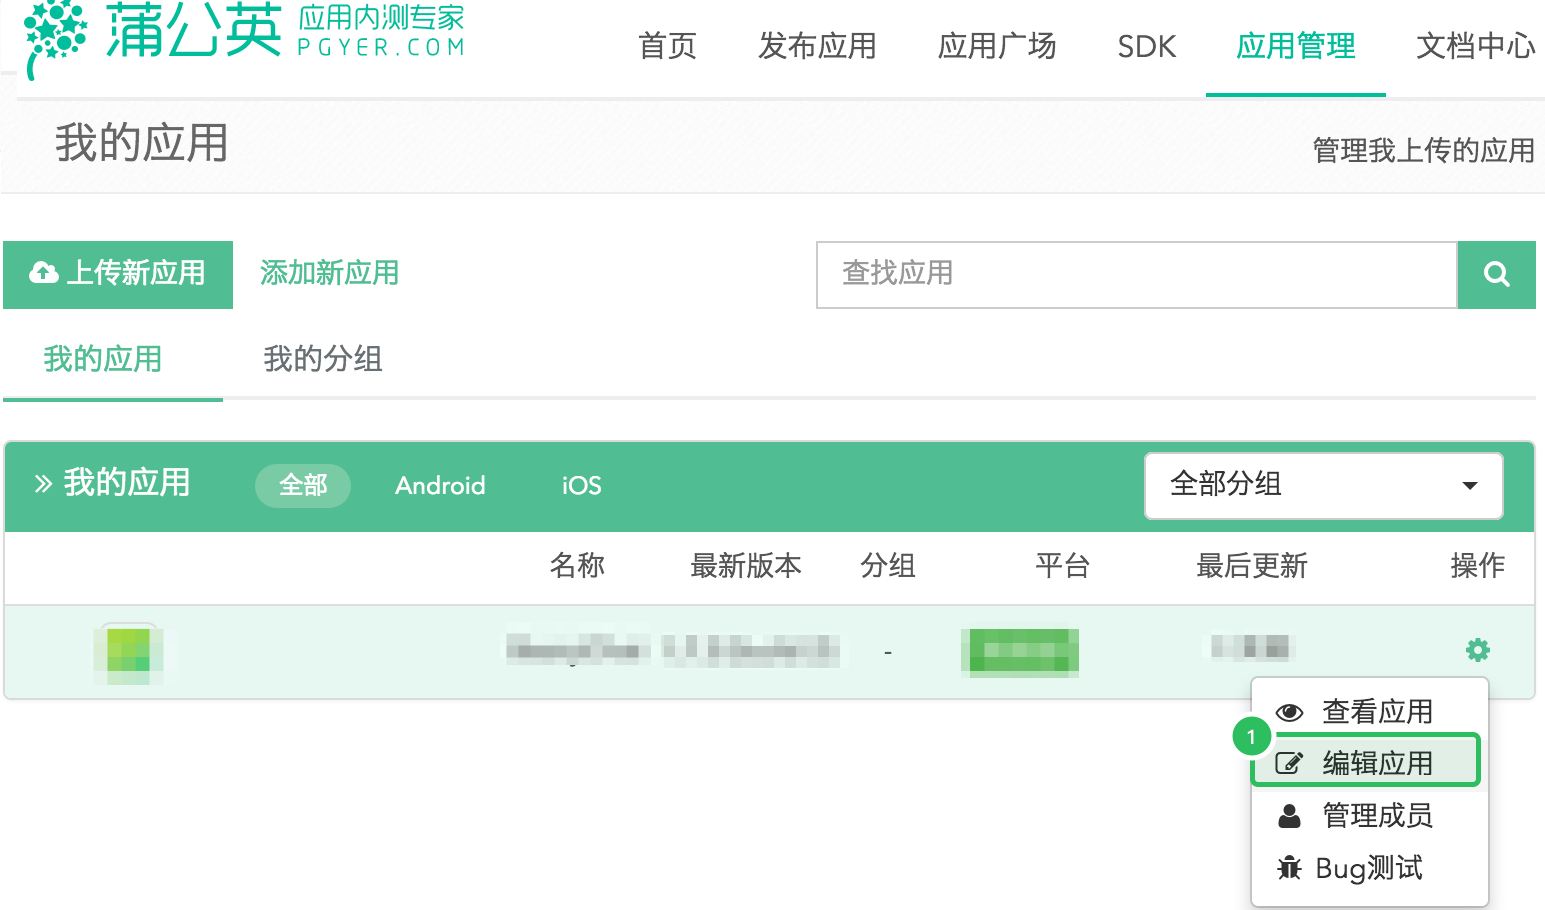 蒲公英 应用内测专家
PGYER.COM
首页 发布应用 应用广场 SDK 应用管理 文档中心
我的应用 管理我上传的应用
上传新应用 添加新应用 查找应用
我的应用 我的分组
我的应用 全部 Android iOS 全部分组
名称 最新版本 分组 平台 最后更新 操作
-
查看应用
1 编辑应用
管理成员
Bug测试